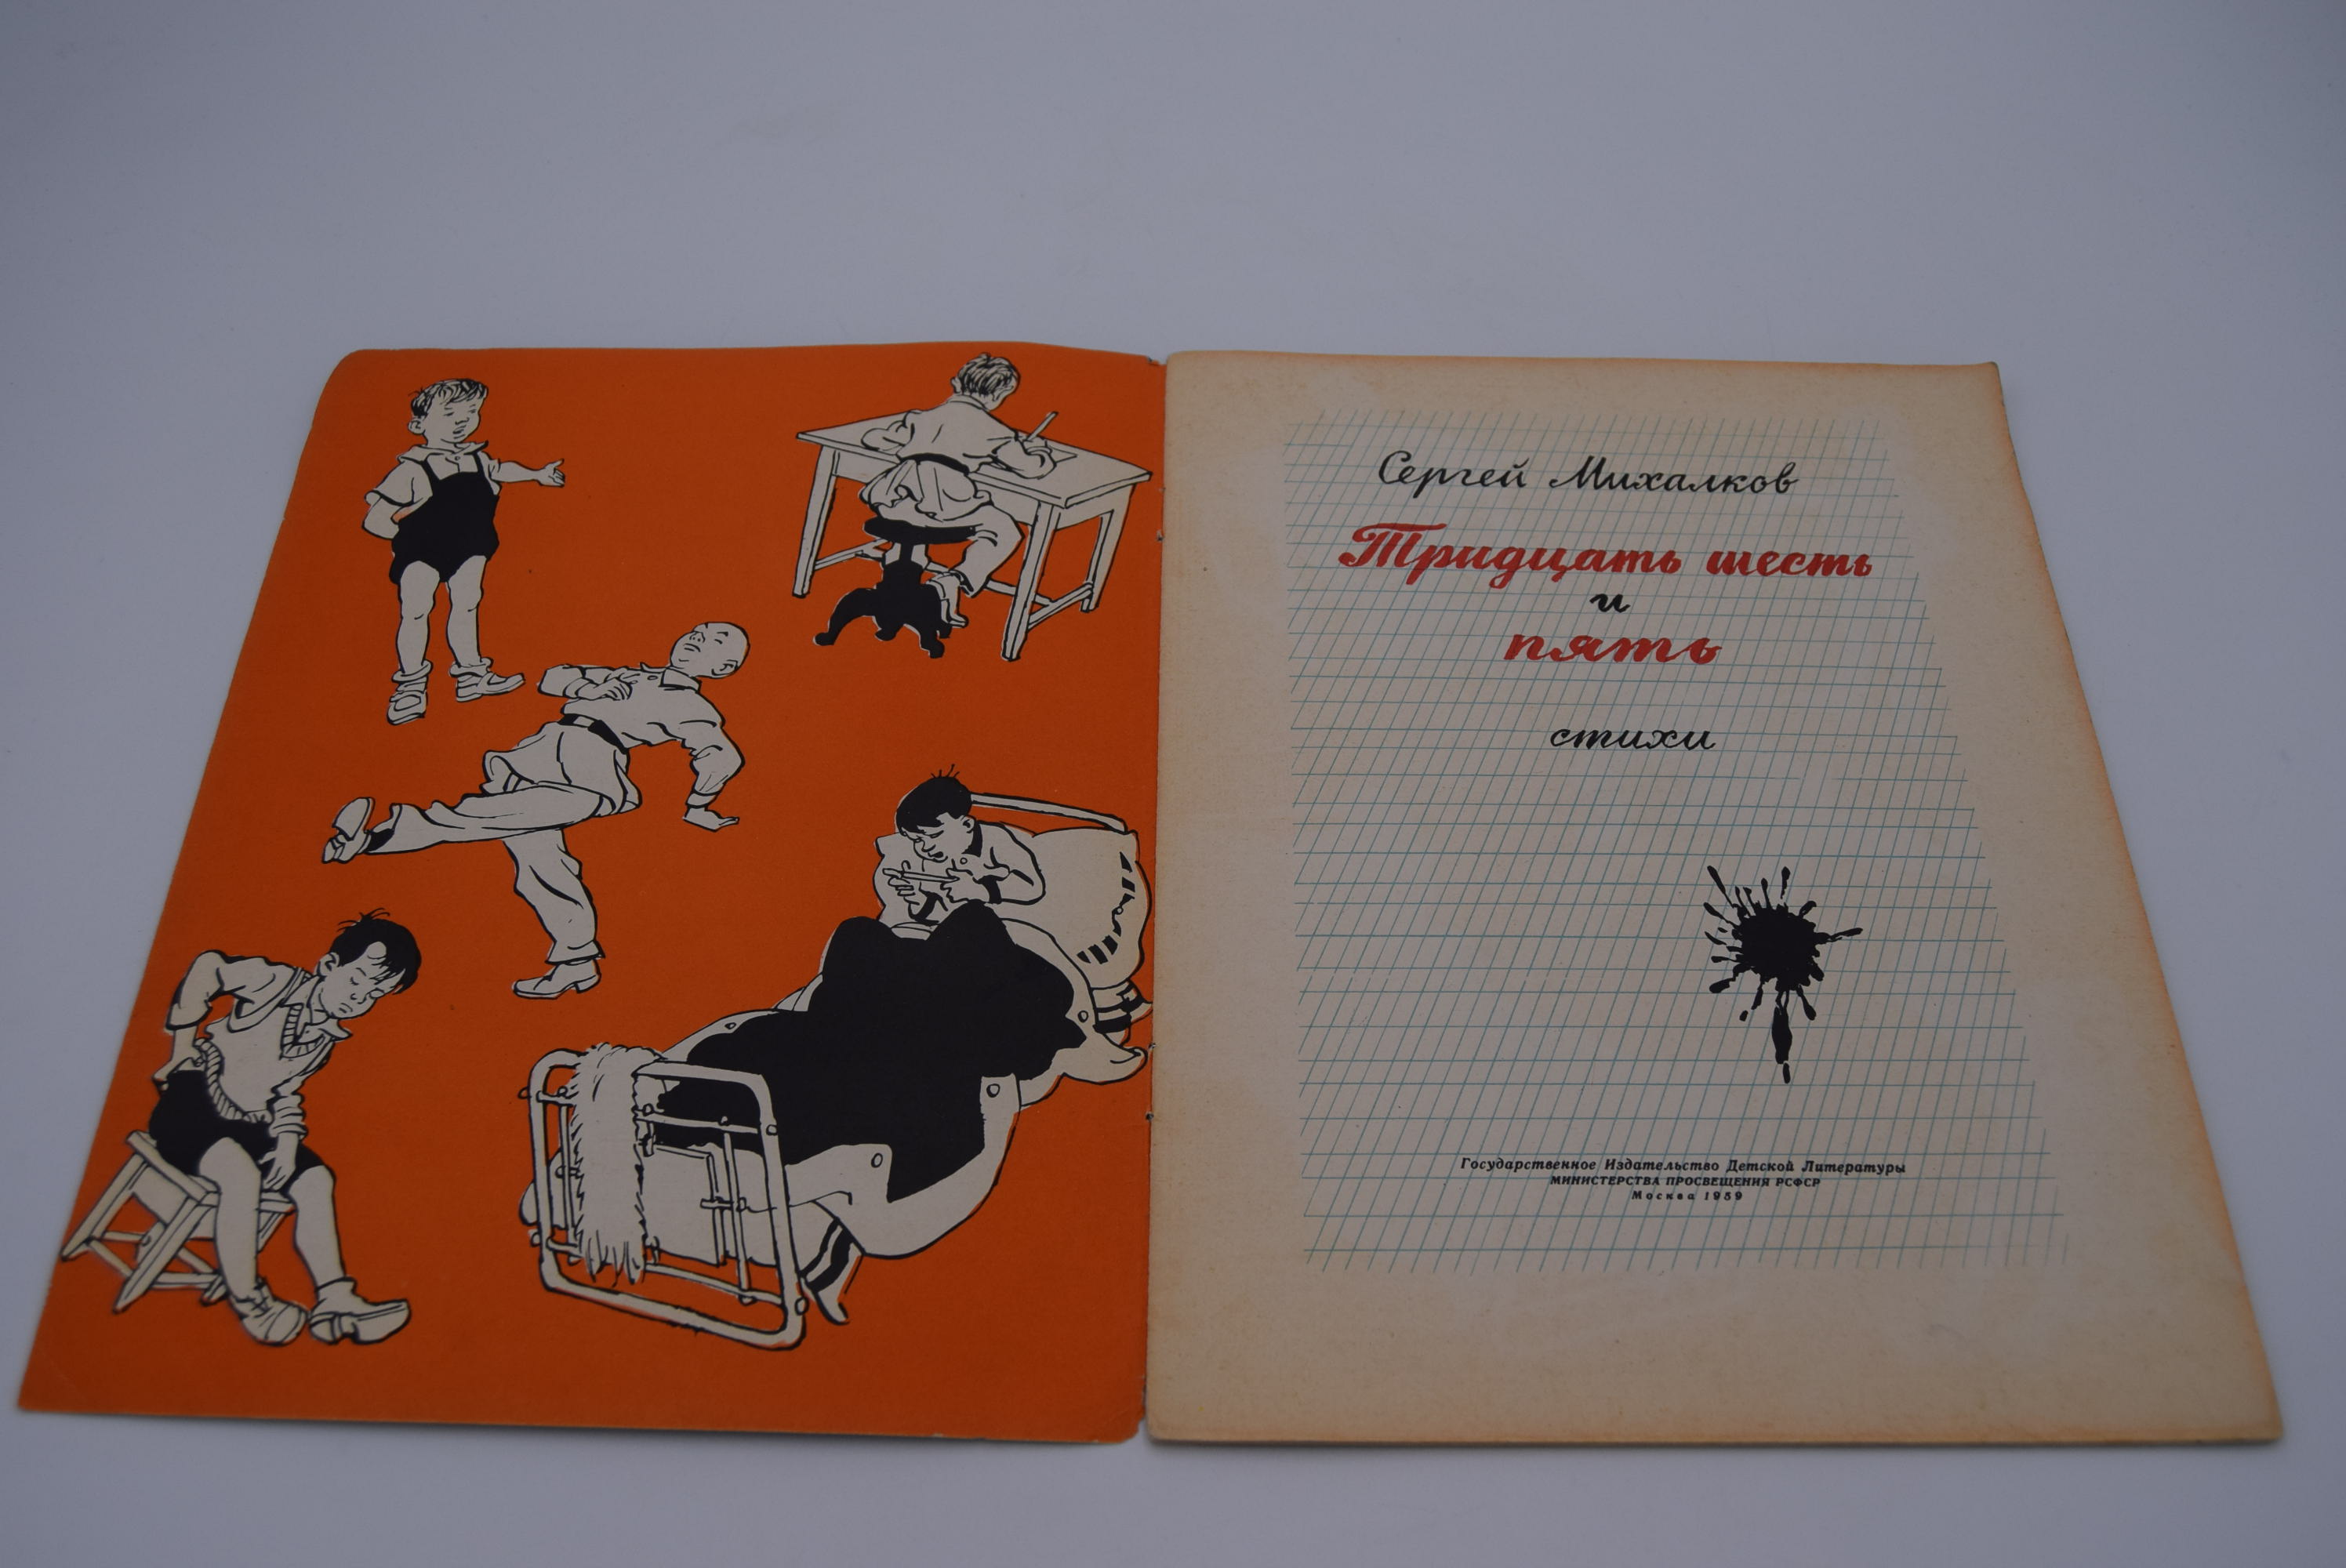 Сергей Михалков
Тридцать шесть
и
пять
стихи
Государственное Издательство Детской Литературы
МИНИСТЕРСТВА ПРОСВЕЩЕНИЯ РСФСР
Москва 1959